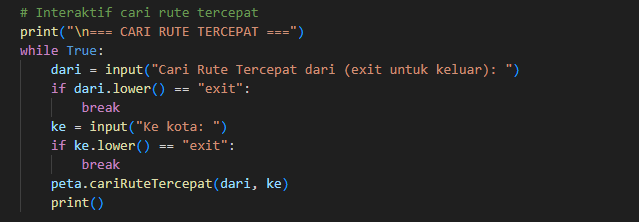 # Interaktif cari rute tercepat
print("\n=== CARI RUTE TERCEPAT ===")
while True:
    dari = input("Cari Rute Tercepat dari (exit untuk keluar): ")
    if dari.lower() == "exit":
        break
    ke = input("Ke kota: ")
    if ke.lower() == "exit":
        break
    peta.cariRuteTercepat(dari, ke)
    print()